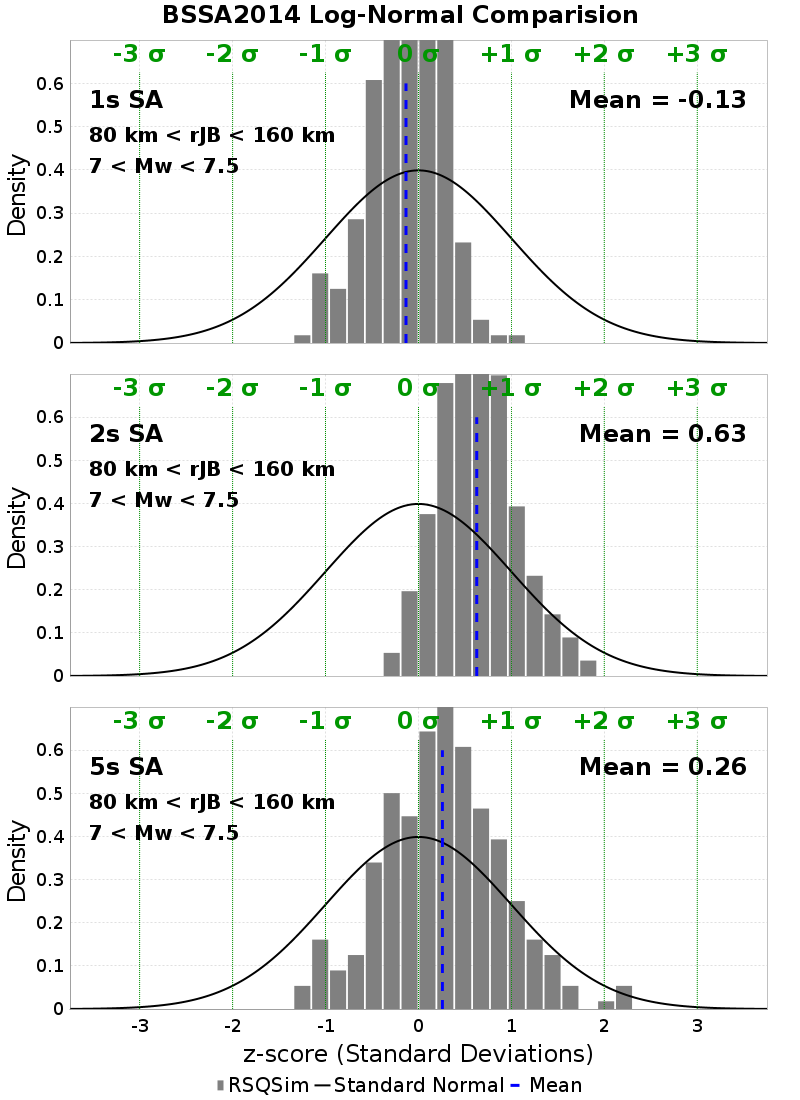 BSSA2014 Log-Normal Comparision
-3 σ -2 σ -1 σ 0 σ +1 σ +2 σ +3 σ
1s SA
Mean = -0.13
80 km < rJB < 160 km
7 < Mw < 7.5
Density
0.6
0.5
0.4
0.3
0.2
0.1
0
-3 σ -2 σ -1 σ 0 σ +1 σ +2 σ +3 σ
2s SA
Mean = 0.63
80 km < rJB < 160 km
7 < Mw < 7.5
Density
0.6
0.5
0.4
0.3
0.2
0.1
0
-3 σ -2 σ -1 σ 0 σ +1 σ +2 σ +3 σ
5s SA
Mean = 0.26
80 km < rJB < 160 km
7 < Mw < 7.5
Density
0.6
0.5
0.4
0.3
0.2
0.1
0
-3 -2 -1 0 1 2 3
z-score (Standard Deviations)
RSQSim Standard Normal Mean